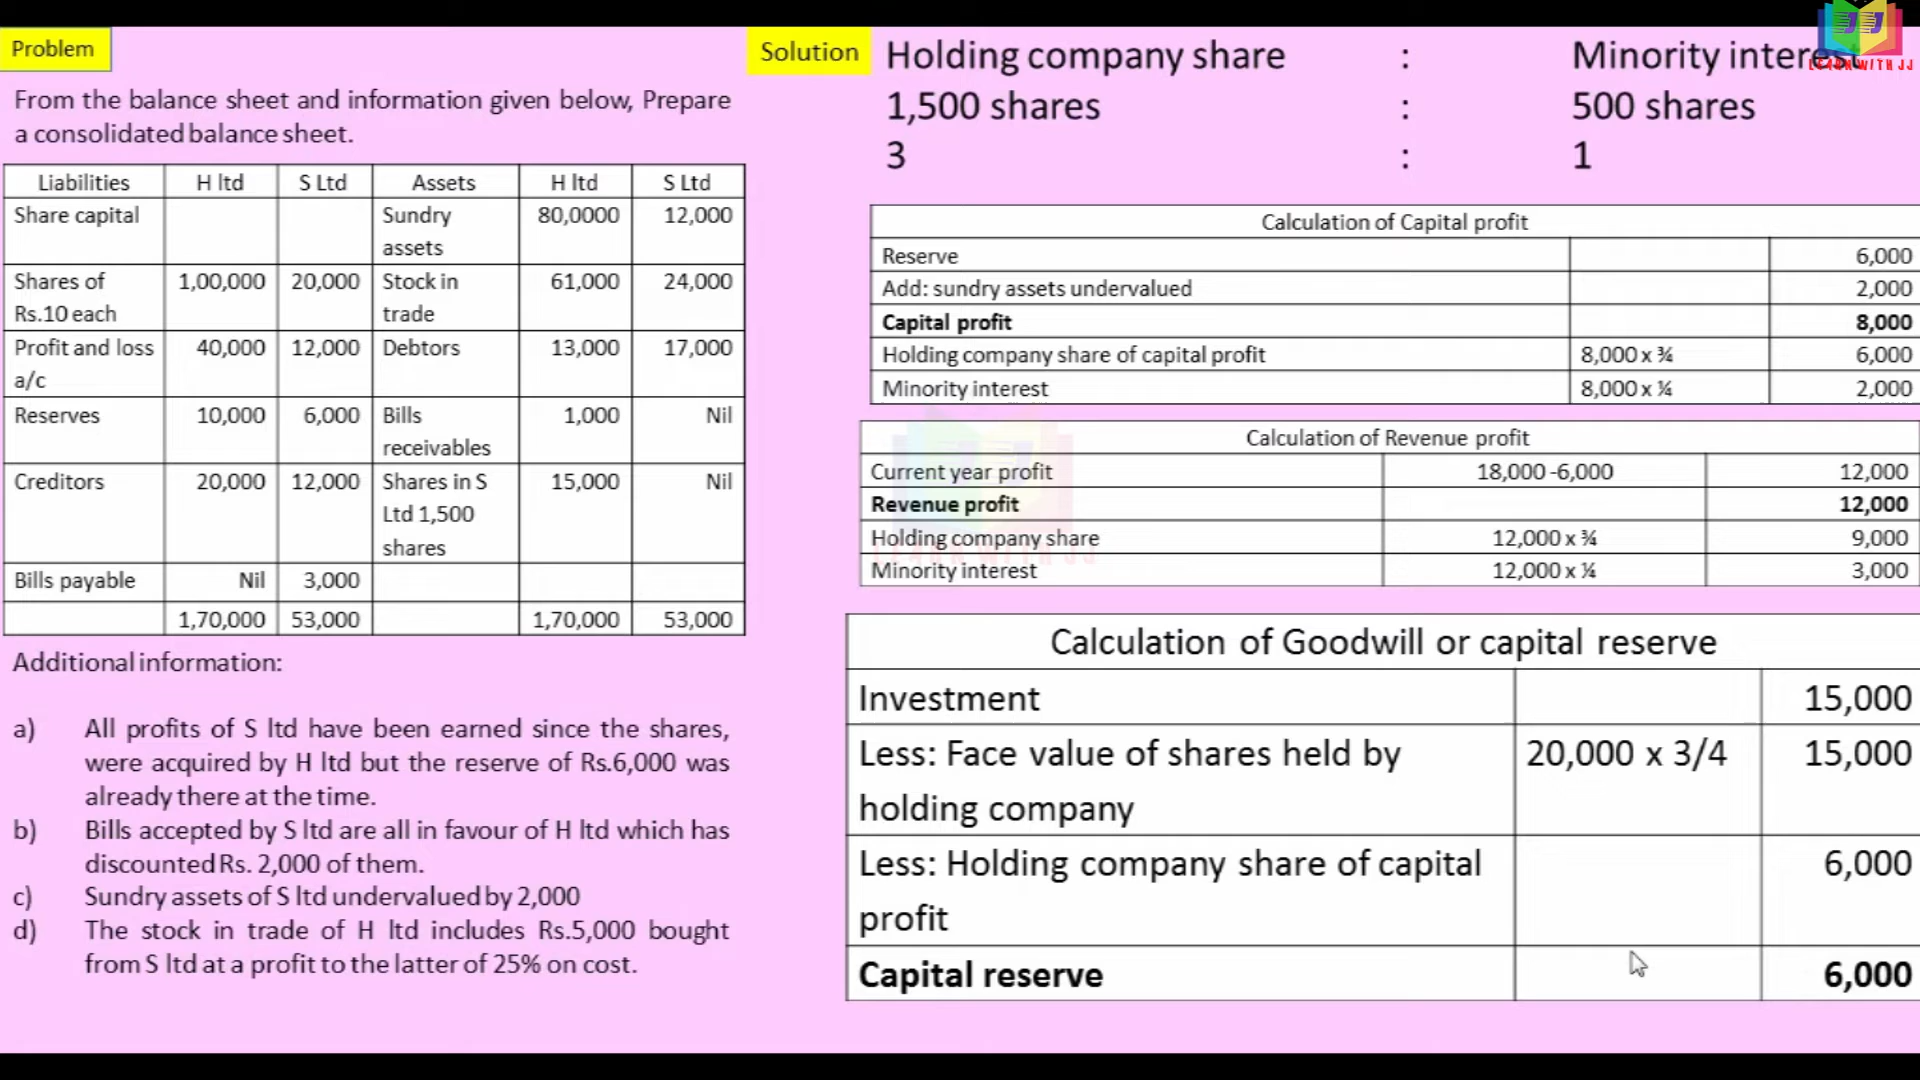 Problem
From the balance sheet and information given below, Prepare
a consolidated balance sheet.
Liabilities H ltd S Ltd Assets H ltd S Ltd
Share capital Sundry assets 80,0000 12,000
Shares of Rs.10 each 1,00,000 20,000 Stock in trade 61,000 24,000
Profit and loss a/c 40,000 12,000 Debtors 13,000 17,000
Reserves 10,000 6,000 Bills receivables 1,000 Nil
Creditors 20,000 12,000 Shares in S Ltd 1,500 shares 15,000 Nil
Bills payable Nil 3,000
1,70,000 53,000 1,70,000 53,000
Additional information:
a) All profits of S ltd have been earned since the shares,
were acquired by H ltd but the reserve of Rs.6,000 was
already there at the time.
b) Bills accepted by S ltd are all in favour of H ltd which has
discounted Rs. 2,000 of them.
c) Sundry assets of S ltd undervalued by 2,000
d) The stock in trade of H ltd includes Rs.5,000 bought
from S ltd at a profit to the latter of 25% on cost.
Solution
Holding company share : Minority interest
1,500 shares : 500 shares
3 : 1
Calculation of Capital profit
Reserve 6,000
Add: sundry assets undervalued 2,000
Capital profit 8,000
Holding company share of capital profit 8,000 x ¾ 6,000
Minority interest 8,000 x ¼ 2,000
Calculation of Revenue profit
Current year profit 18,000 -6,000 12,000
Revenue profit 12,000
Holding company share 12,000 x ¾ 9,000
Minority interest 12,000 x ¼ 3,000
Calculation of Goodwill or capital reserve
Investment 15,000
Less: Face value of shares held by holding company 20,000 x 3/4 15,000
Less: Holding company share of capital profit 6,000
Capital reserve 6,000
JJ
LEARN WITH JJ
LEARN WITH JJ